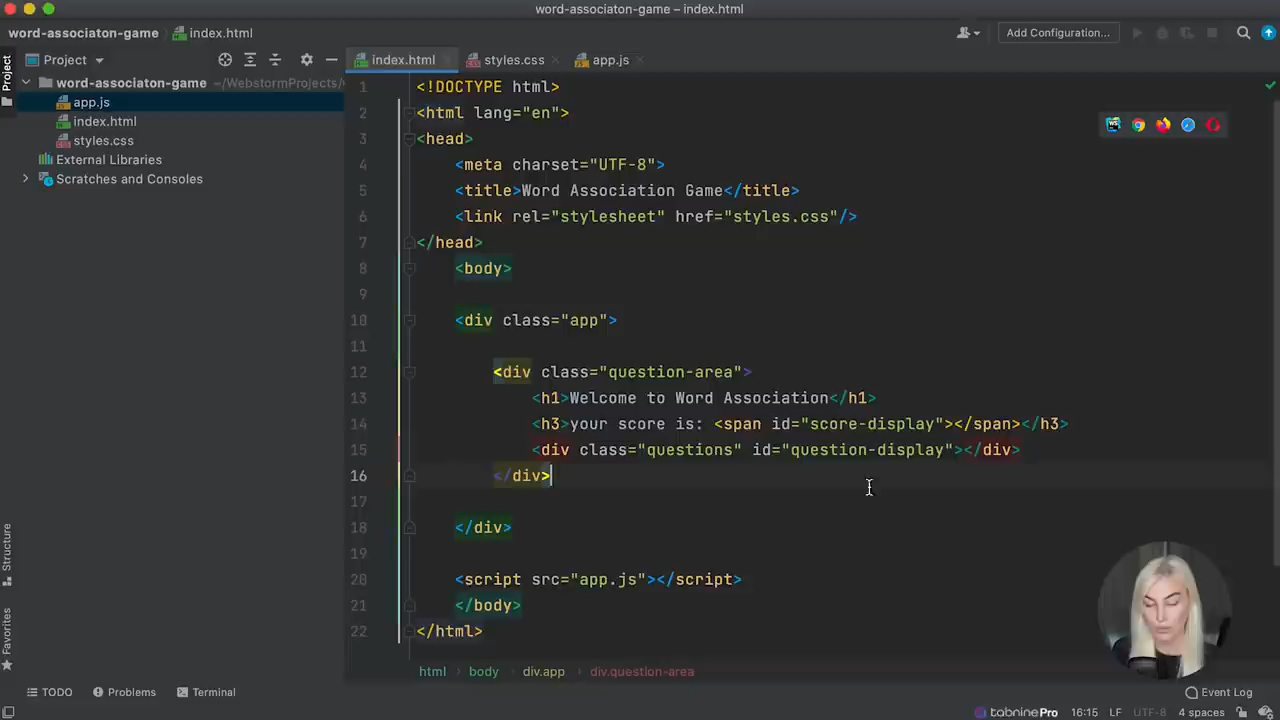 word-associaton-game – index.html
word-associaton-game index.html
Add Configuration...
Project
index.html
styles.css
app.js
Project
word-associaton-game ~/WebstormProjects/
app.js
index.html
styles.css
External Libraries
Scratches and Consoles
1 <!DOCTYPE html>
2 <html lang="en">
3 <head>
4 <meta charset="UTF-8">
5 <title>Word Association Game</title>
6 <link rel="stylesheet" href="styles.css"/>
7 </head>
8 <body>
9
10 <div class="app">
11
12 <div class="question-area">
13 <h1>Welcome to Word Association</h1>
14 <h3>your score is: <span id="score-display"></span></h3>
15 <div class="questions" id="question-display"></div>
16 </div>
17
18 </div>
19
20 <script src="app.js"></script>
21 </body>
22 </html>
Structure
Favorites
html body div.app div.question-area
TODO Problems Terminal
Event Log
tabninePro 16:15 LF UTF-8 4 spaces